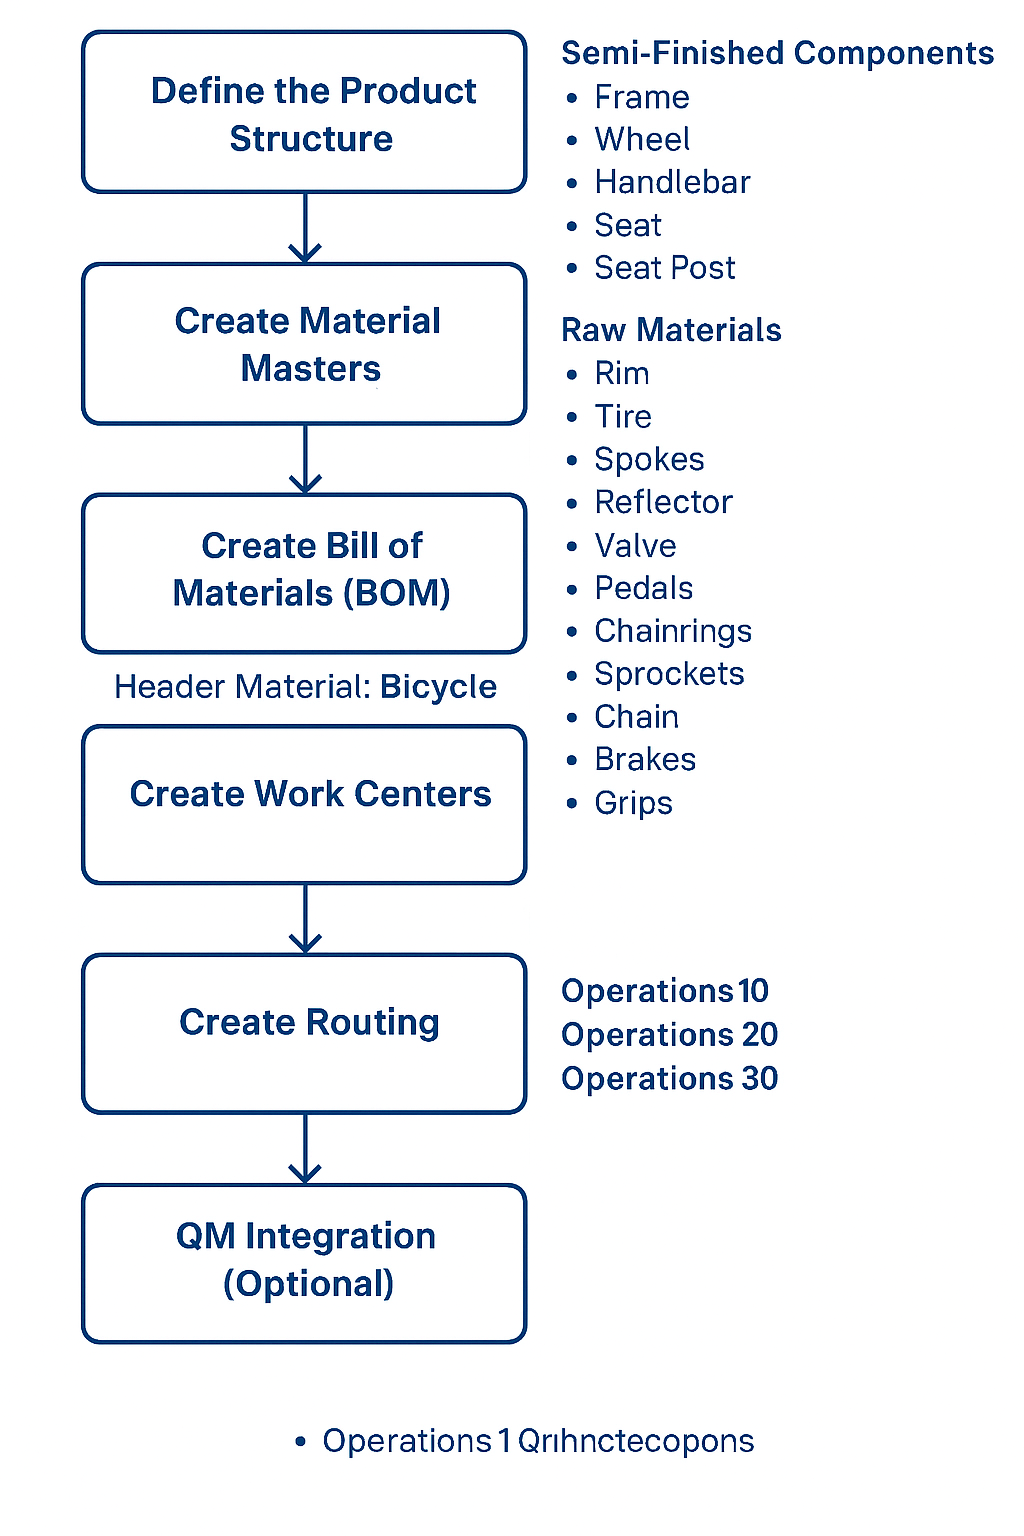 Define the Product
Structure
Create Material
Masters
Create Bill of
Materials (BOM)
Header Material: Bicycle
Create Work Centers
Create Routing
QM Integration
(Optional)
Semi-Finished Components
• Frame
• Wheel
• Handlebar
• Seat
• Seat Post
Raw Materials
• Rim
• Tire
• Spokes
• Reflector
• Valve
• Pedals
• Chainrings
• Sprockets
• Chain
• Brakes
• Grips
Operations 10
Operations 20
Operations 30
• Operations 1